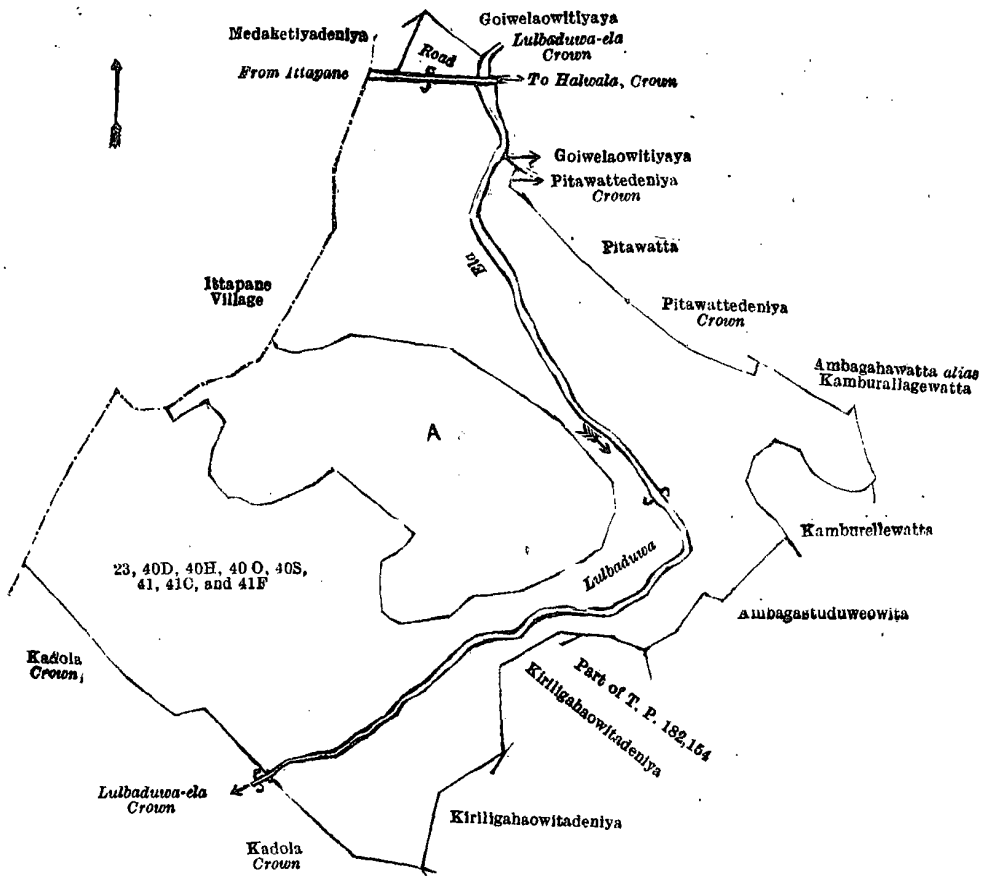 Goiwelaowitiyaya
Medaketiyadeniya
Lulbaduwa-ela
Crown
Road
From Ittapane
To Halwala, Crown
Goiwelaowitiyaya
Pitawattedeniya
Crown
Pitawatta
Ela
Ittapane
Village
Pitawattedeniya
Crown
Ambagahawatta alias
Kamburallagewatta
A
Kamburellewatta
23, 40D, 40H, 40 O, 40S,
41, 41C, and 41F
Lulbaduwa
Ambagastuduweowita
Kadola
Crown,
Part of T. P. 182,154
Kiriligahaowitadeniya
Lulbaduwa-ela
Crown
Kiriligahaowitadeniya
Kadola
Crown